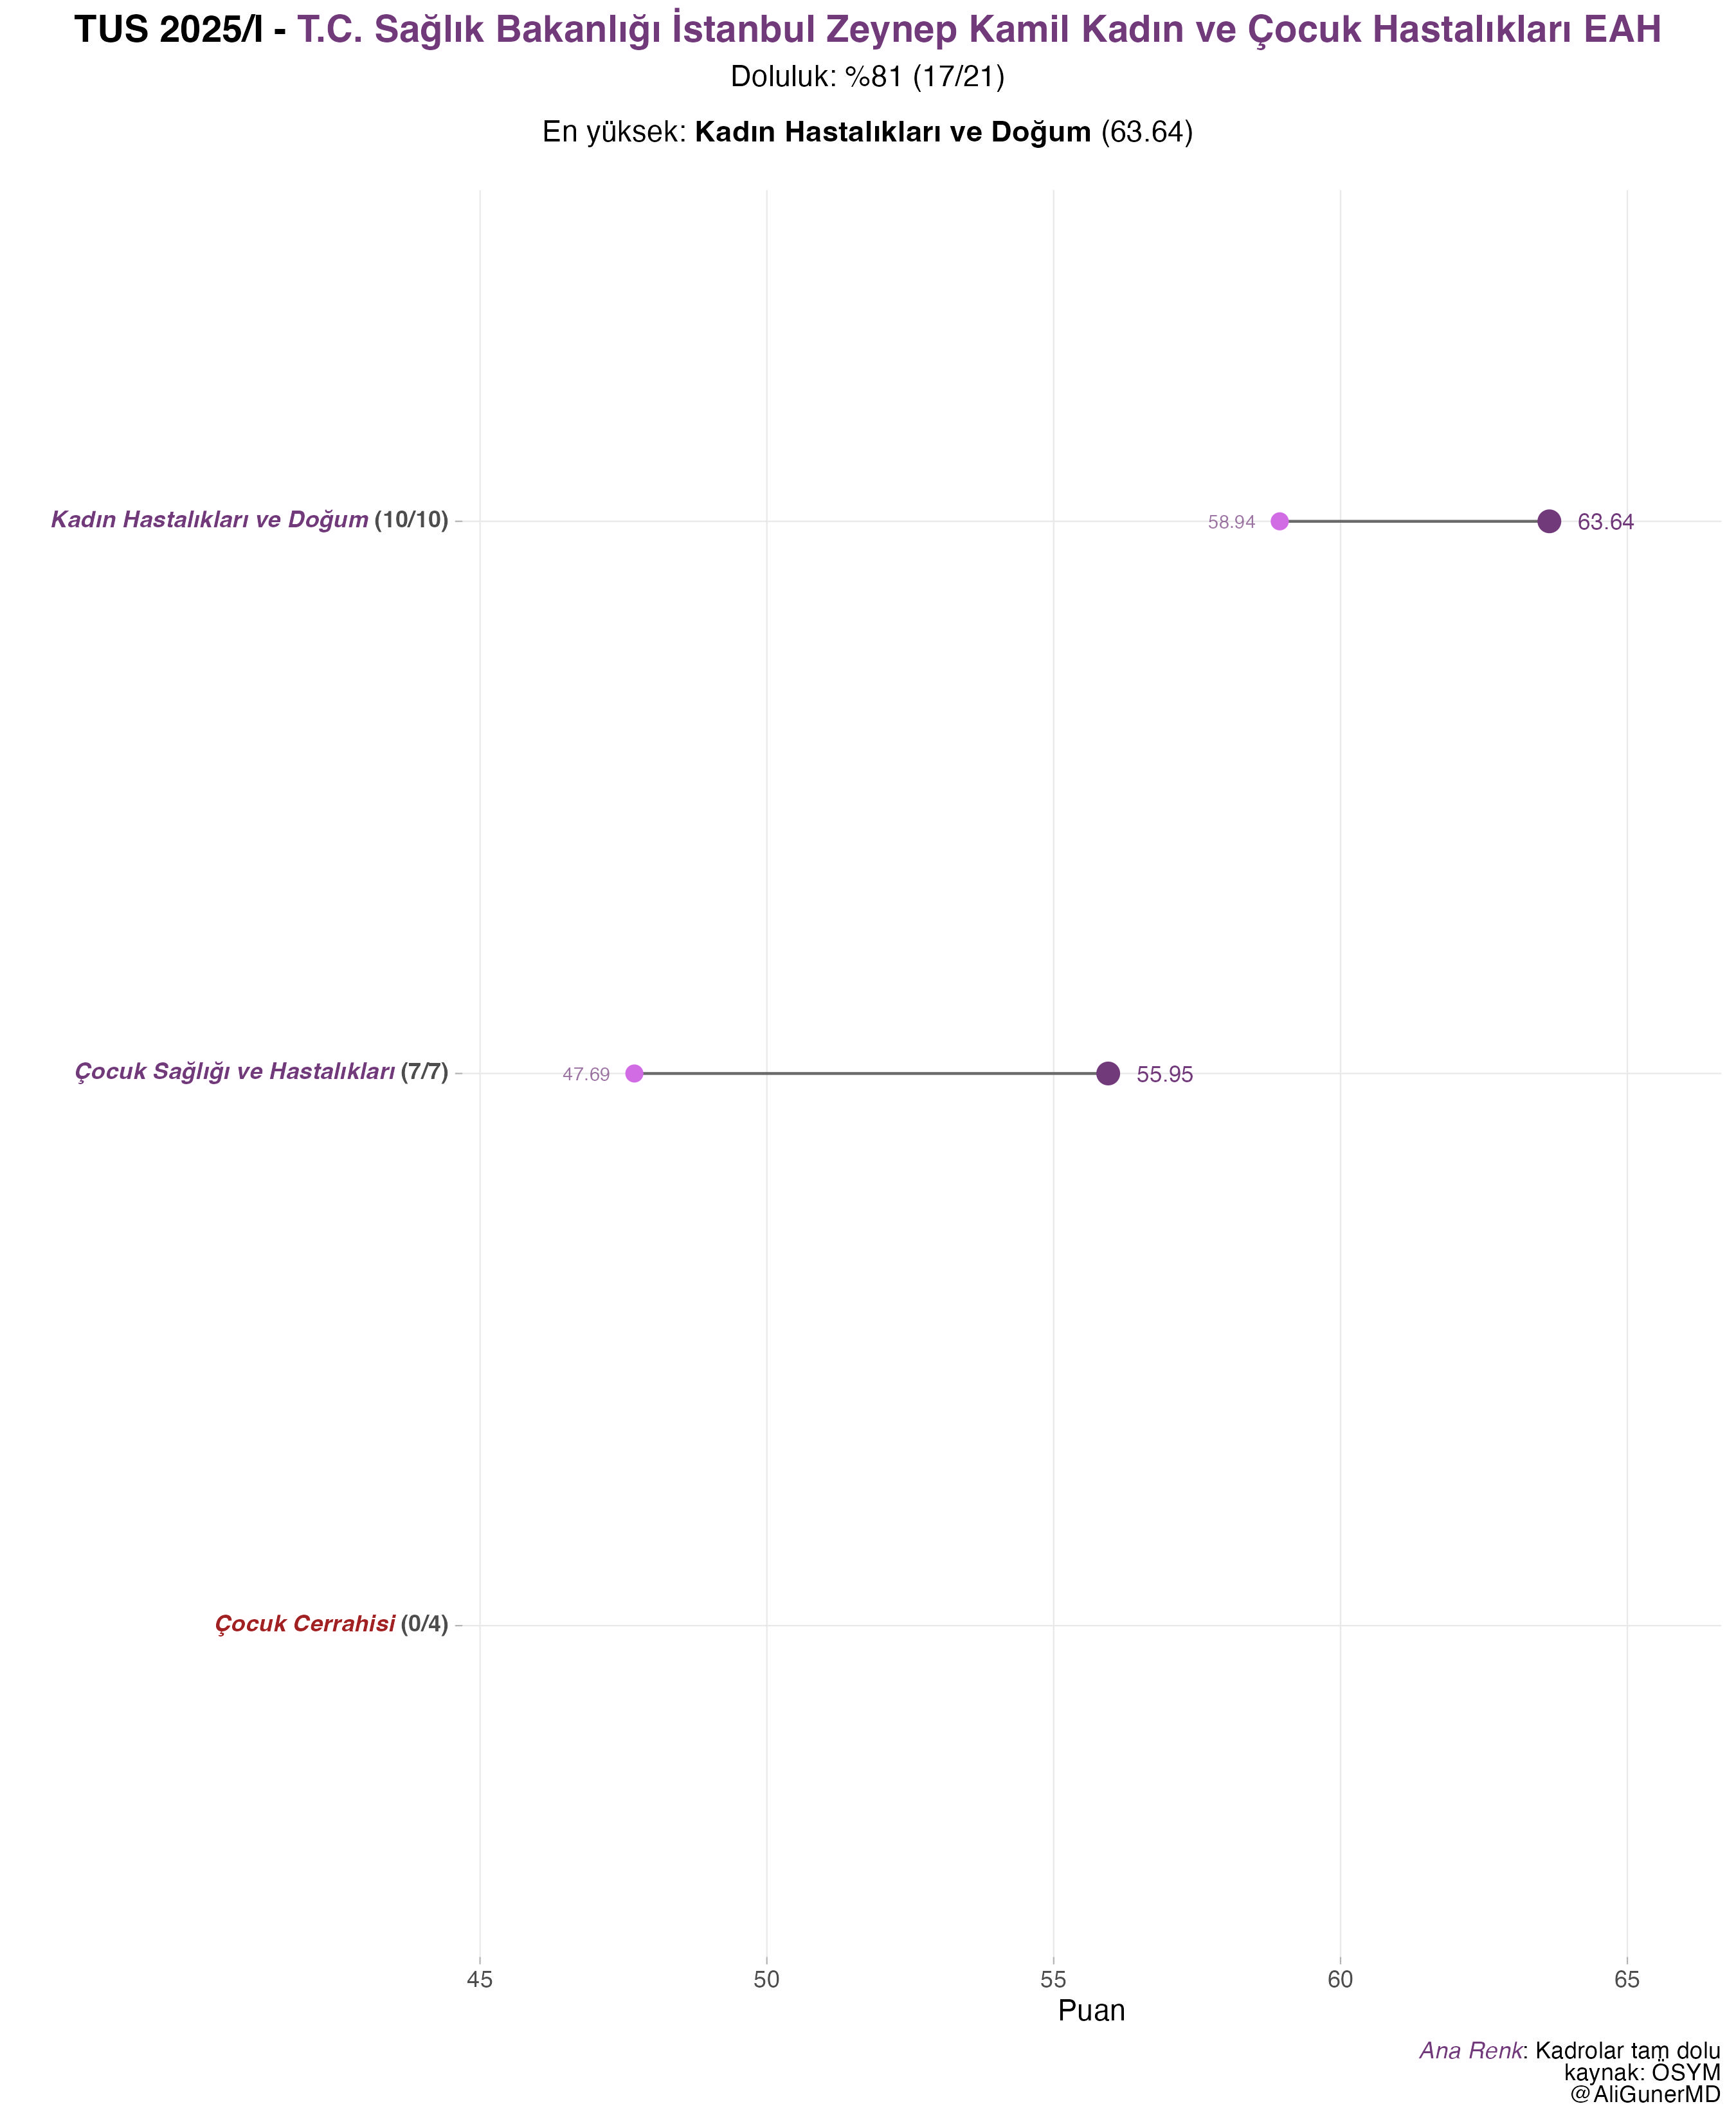 TUS 2025/I - T.C. Sağlık Bakanlığı İstanbul Zeynep Kamil Kadın ve Çocuk Hastalıkları EAH
Doluluk: %81 (17/21)
En yüksek: Kadın Hastalıkları ve Doğum (63.64)
Kadın Hastalıkları ve Doğum (10/10)
58.94
63.64
Çocuk Sağlığı ve Hastalıkları (7/7)
47.69
55.95
Çocuk Cerrahisi (0/4)
45
50
55
60
65
Puan
Ana Renk: Kadrolar tam dolu
kaynak: ÖSYM
@AliGunerMD